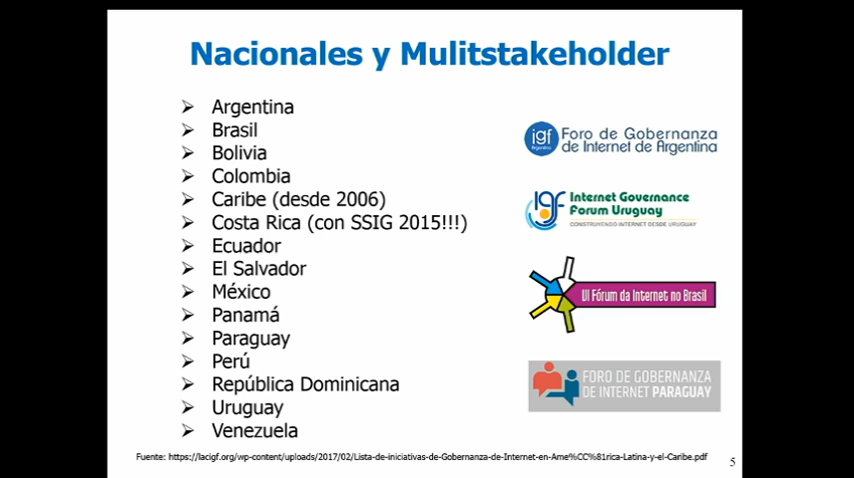 Nacionales y Mulitstakeholder
Argentina
Brasil
Bolivia
Colombia
Caribe (desde 2006)
Costa Rica (con SSIG 2015!!!)
Ecuador
El Salvador
México
Panamá
Paraguay
Perú
República Dominicana
Uruguay
Venezuela
igf
Argentina
Foro de Gobernanza
de Internet de Argentina
IGF
Internet Governance
Forum Uruguay
CONSTRUYENDO INTERNET DESDE URUGUAY
VI Fórum da Internet no Brasil
FORO DE GOBERNANZA
DE INTERNET PARAGUAY
Fuente: https://lacigf.org/wp-content/uploads/2017/02/Lista-de-iniciativas-de-Gobernanza-de-Internet-en-Ame%CC%81rica-Latina-y-el-Caribe.pdf
5